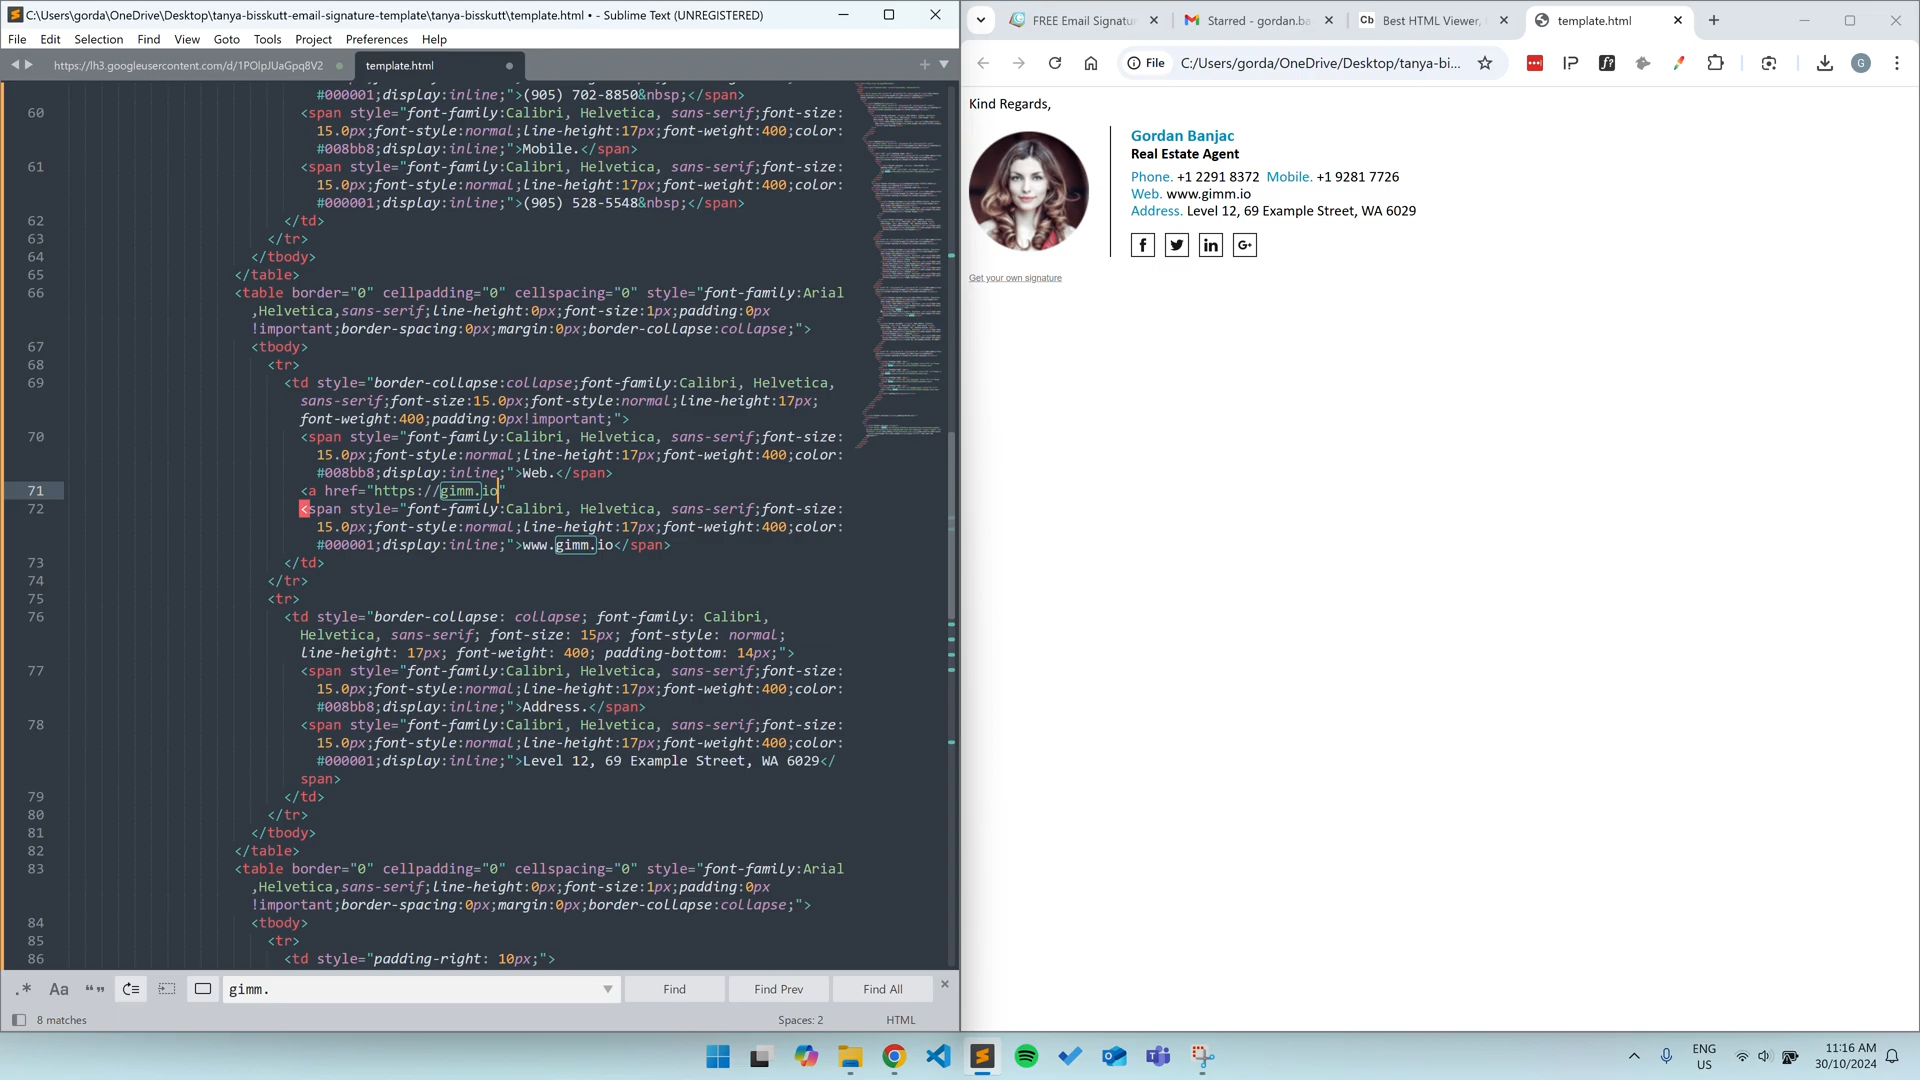 C:\Users\gorda\OneDrive\Desktop\tanya-bisskutt-email-signature-template\tanya-bisskutt\template.html • - Sublime Text (UNREGISTERED)
File Edit Selection Find View Goto Tools Project Preferences Help
https://lh3.googleusercontent.com/d/1POlpJUaGpq8V2
template.html
#000001;display:inline;">(905) 702-8850&nbsp;</span>
60 <span style="font-family:Calibri, Helvetica, sans-serif;font-size:
15.0px;font-style:normal;line-height:17px;font-weight:400;color:
#008bb8;display:inline;">Mobile.</span>
61 <span style="font-family:Calibri, Helvetica, sans-serif;font-size:
15.0px;font-style:normal;line-height:17px;font-weight:400;color:
#000001;display:inline;">(905) 528-5548&nbsp;</span>
62 </td>
63 </tr>
64 </tbody>
65 </table>
66 <table border="0" cellpadding="0" cellspacing="0" style="font-family:Arial
,Helvetica,sans-serif;line-height:0px;font-size:1px;padding:0px
!important;border-spacing:0px;margin:0px;border-collapse:collapse;">
67 <tbody>
68 <tr>
69 <td style="border-collapse:collapse;font-family:Calibri, Helvetica,
sans-serif;font-size:15.0px;font-style:normal;line-height:17px;
font-weight:400;padding:0px!important;">
70 <span style="font-family:Calibri, Helvetica, sans-serif;font-size:
15.0px;font-style:normal;line-height:17px;font-weight:400;color:
#008bb8;display:inline;">Web.</span>
71 <a href="https://gimm.io"
72 <span style="font-family:Calibri, Helvetica, sans-serif;font-size:
15.0px;font-style:normal;line-height:17px;font-weight:400;color:
#000001;display:inline;">www.gimm.io</span>
73 </td>
74 </tr>
75 <tr>
76 <td style="border-collapse: collapse; font-family: Calibri,
Helvetica, sans-serif; font-size: 15px; font-style: normal;
line-height: 17px; font-weight: 400; padding-bottom: 14px;">
77 <span style="font-family:Calibri, Helvetica, sans-serif;font-size:
15.0px;font-style:normal;line-height:17px;font-weight:400;color:
#008bb8;display:inline;">Address.</span>
78 <span style="font-family:Calibri, Helvetica, sans-serif;font-size:
15.0px;font-style:normal;line-height:17px;font-weight:400;color:
#000001;display:inline;">Level 12, 69 Example Street, WA 6029</
span>
79 </td>
80 </tr>
81 </tbody>
82 </table>
83 <table border="0" cellpadding="0" cellspacing="0" style="font-family:Arial
,Helvetica,sans-serif;line-height:0px;font-size:1px;padding:0px
!important;border-spacing:0px;margin:0px;border-collapse:collapse;">
84 <tbody>
85 <tr>
86 <td style="padding-right: 10px;">
.* Aa “ ” gimm. Find Find Prev Find All
8 matches Spaces: 2 HTML
FREE Email Signatu
Starred - gordan.ba
Cb Best HTML Viewer,
template.html
File C:/Users/gorda/OneDrive/Desktop/tanya-bi... G
Kind Regards,
Gordan Banjac
Real Estate Agent
Phone. +1 2291 8372 Mobile. +1 9281 7726
Web. www.gimm.io
Address. Level 12, 69 Example Street, WA 6029
f in G+
Get your own signature
ENG
US
11:16 AM
30/10/2024